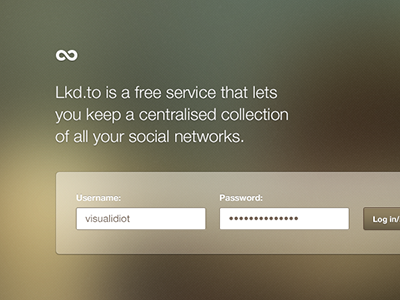 Lkd.to is a free service that lets
you keep a centralised collection
of all your social networks.
Username: Password:
visualidiot •••••••••••••• Log in/